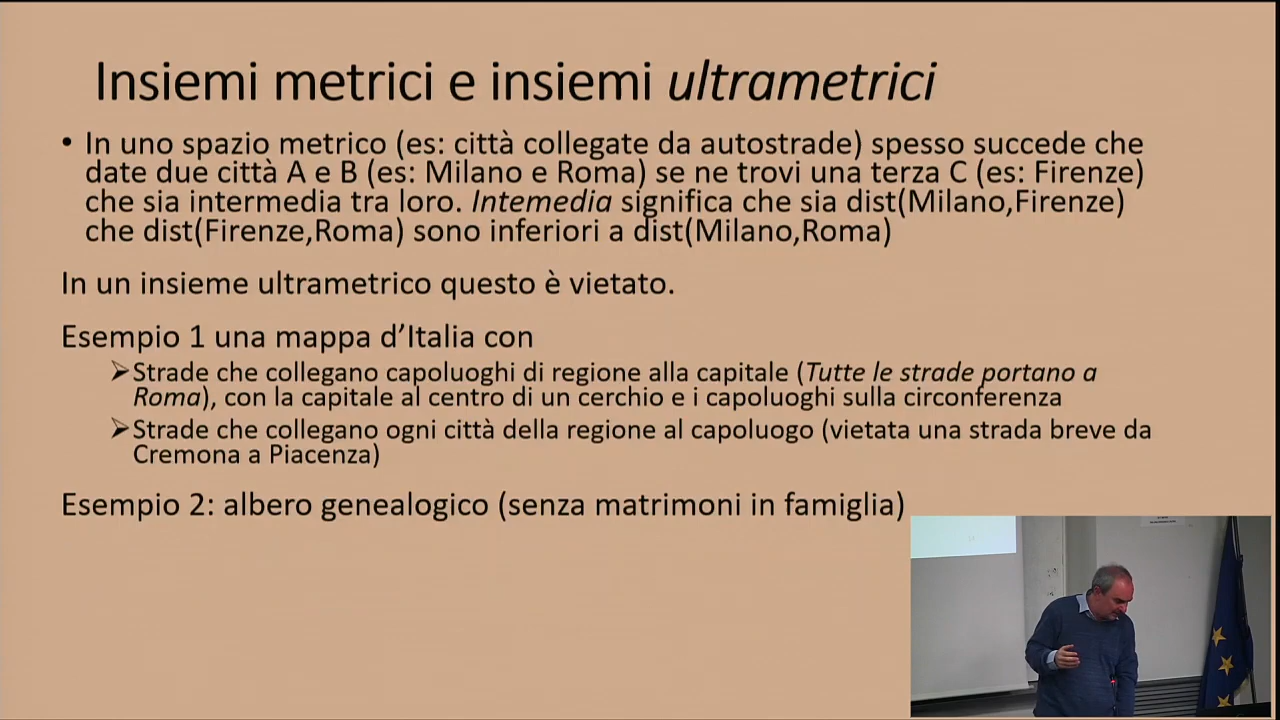 Insiemi metrici e insiemi ultrametrici
• In uno spazio metrico (es: città collegate da autostrade) spesso succede che
date due città A e B (es: Milano e Roma) se ne trovi una terza C (es: Firenze)
che sia intermedia tra loro. Intemedia significa che sia dist(Milano,Firenze)
che dist(Firenze,Roma) sono inferiori a dist(Milano,Roma)
In un insieme ultrametrico questo è vietato.
Esempio 1 una mappa d’Italia con
➢Strade che collegano capoluoghi di regione alla capitale (Tutte le strade portano a
Roma), con la capitale al centro di un cerchio e i capoluoghi sulla circonferenza
➢Strade che collegano ogni città della regione al capoluogo (vietata una strada breve da
Cremona a Piacenza)
Esempio 2: albero genealogico (senza matrimoni in famiglia)